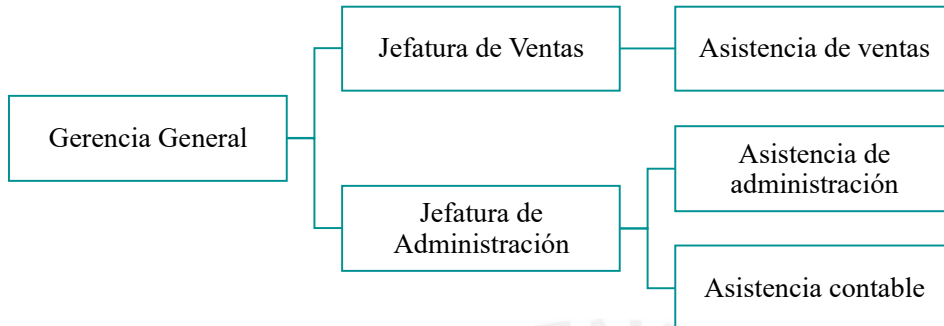 Jefatura de Ventas
Asistencia de ventas
Gerencia General
Asistencia de
administración
Jefatura de
Administración
Asistencia contable